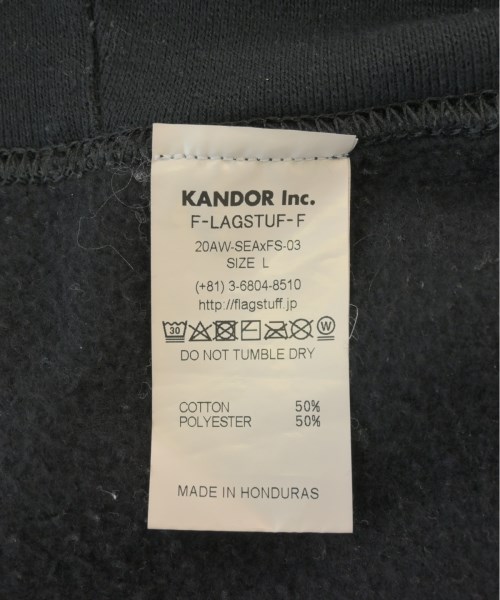 KANDOR Inc.
F-LAGSTUF-F
20AW-SEAxFS-03
SIZE L
(+81) 3-6804-8510
http://flagstuff.jp
30 W
DO NOT TUMBLE DRY
COTTON 50%
POLYESTER 50%
MADE IN HONDURAS